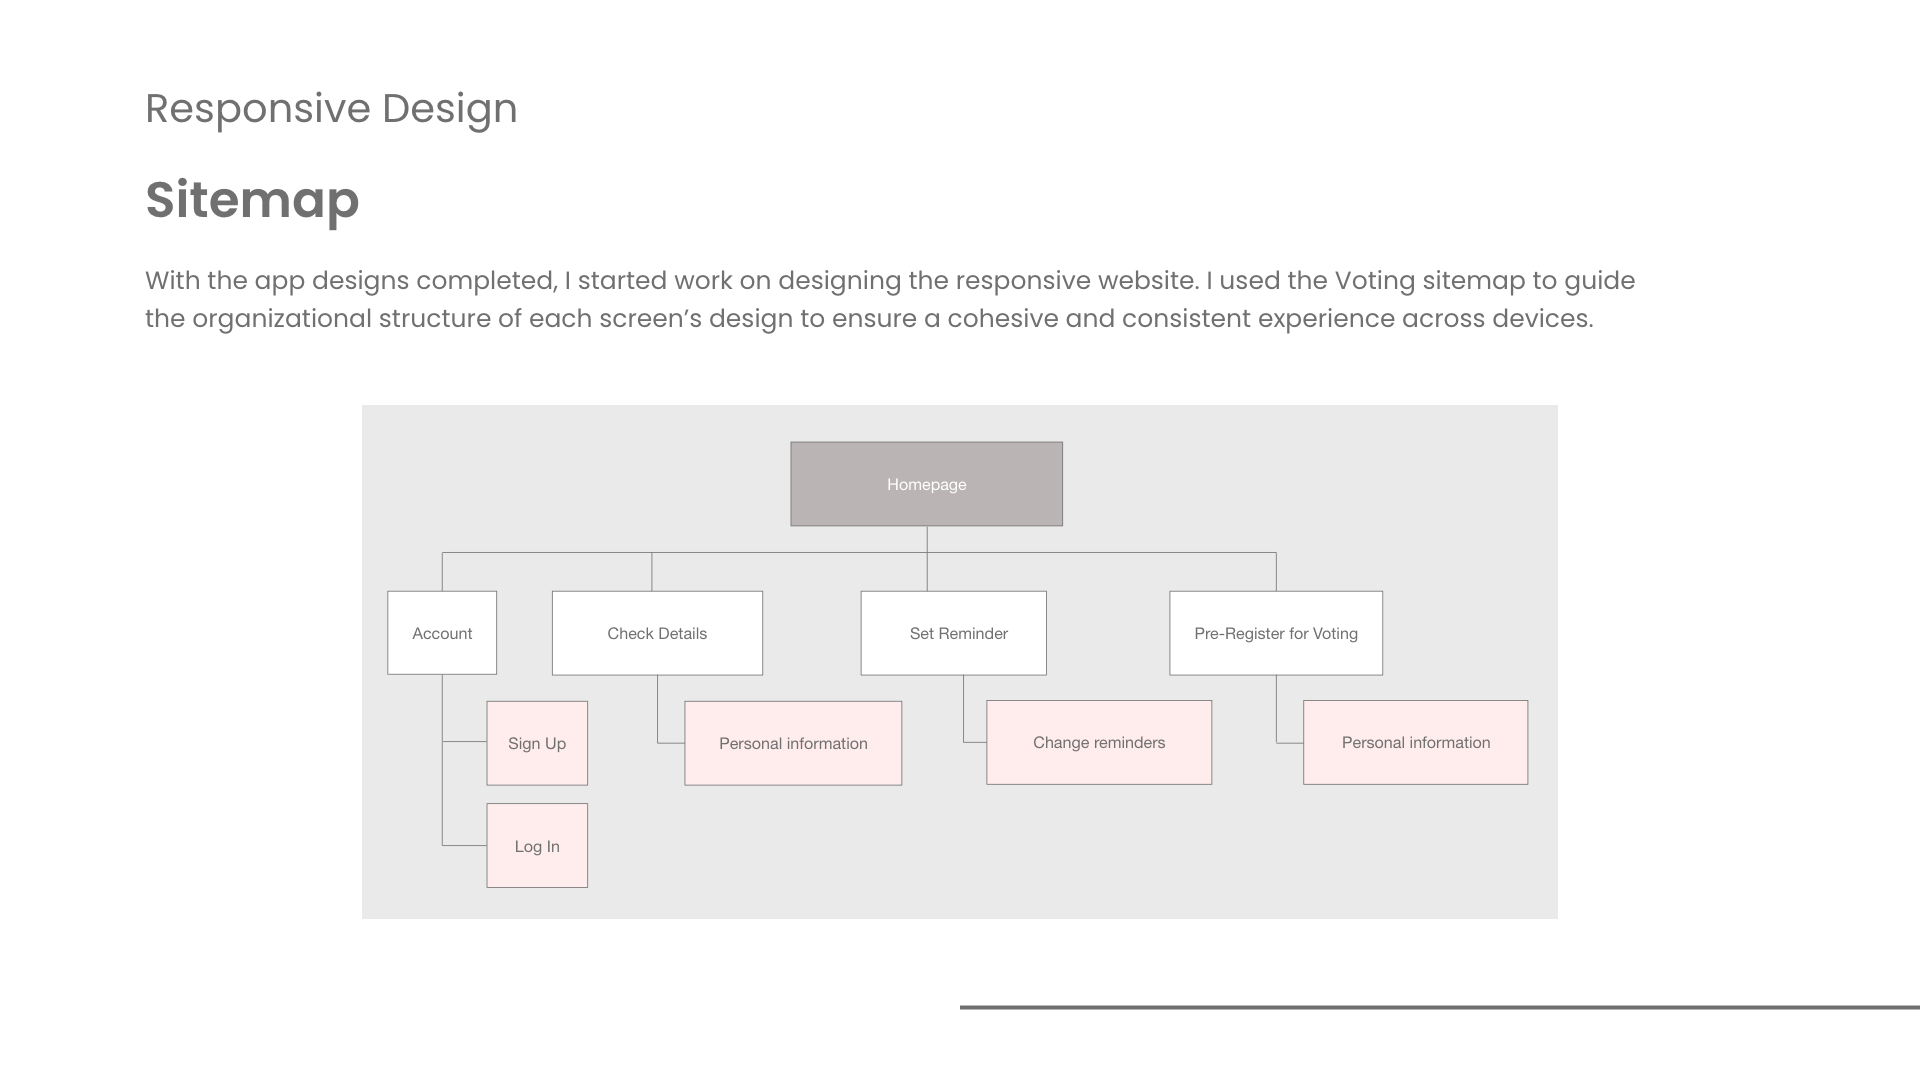 Responsive Design
Sitemap
With the app designs completed, I started work on designing the responsive website. I used the Voting sitemap to guide
the organizational structure of each screen’s design to ensure a cohesive and consistent experience across devices.
Homepage
Account
Check Details
Set Reminder
Pre-Register for Voting
Sign Up
Personal information
Change reminders
Personal information
Log In